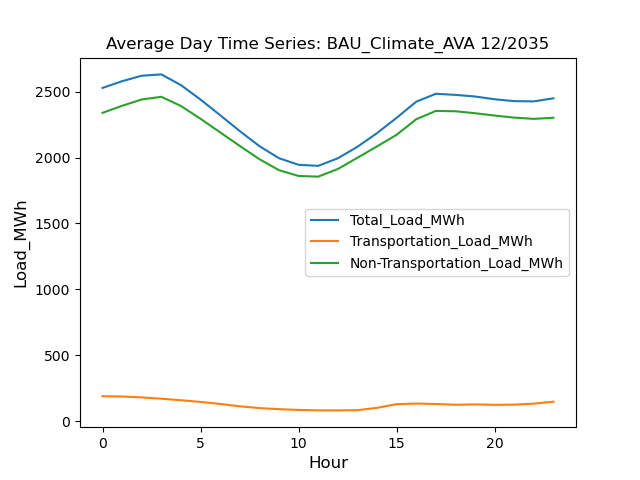 Average Day Time Series: BAU_Climate_AVA 12/2035
Load_MWh
2500
2000
1500
1000
500
0
Total_Load_MWh
Transportation_Load_MWh
Non-Transportation_Load_MWh
0 5 10 15 20
Hour